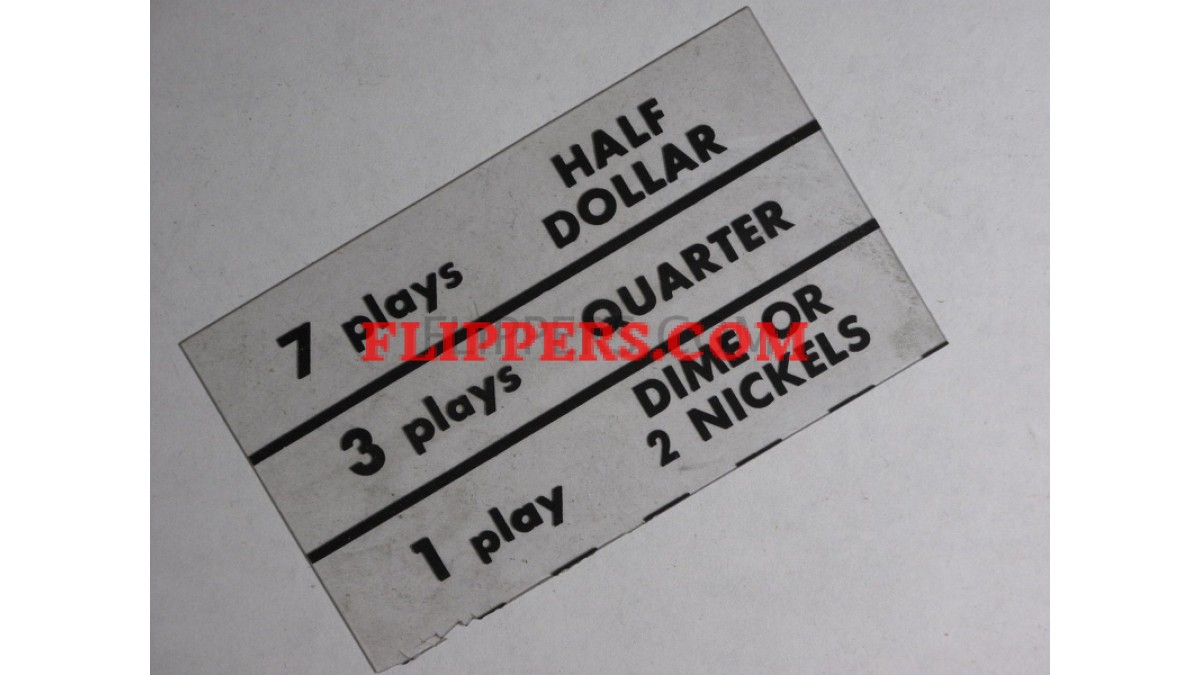 7 plays HALF
DOLLAR
3 plays QUARTER
1 play DIME OR
2 NICKELS
FLIPPERS.COM